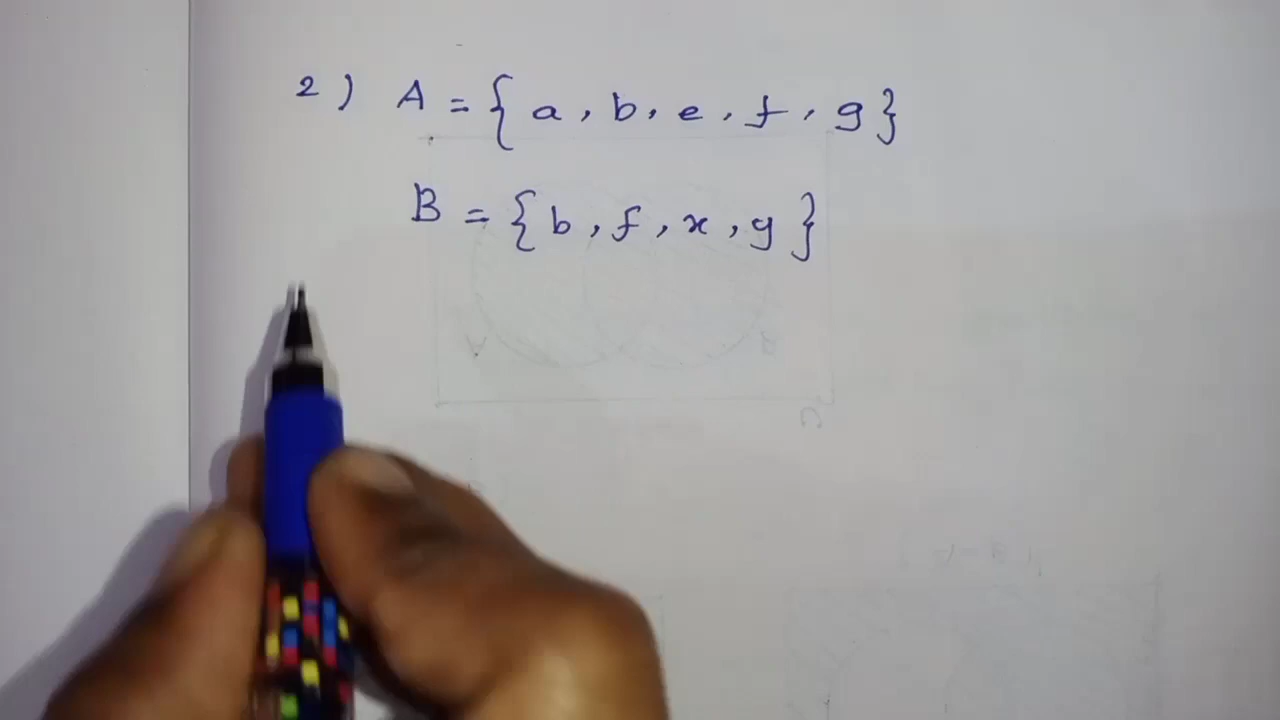 2) A = { a , b , e , f , g }
B = { b , f , x , y }